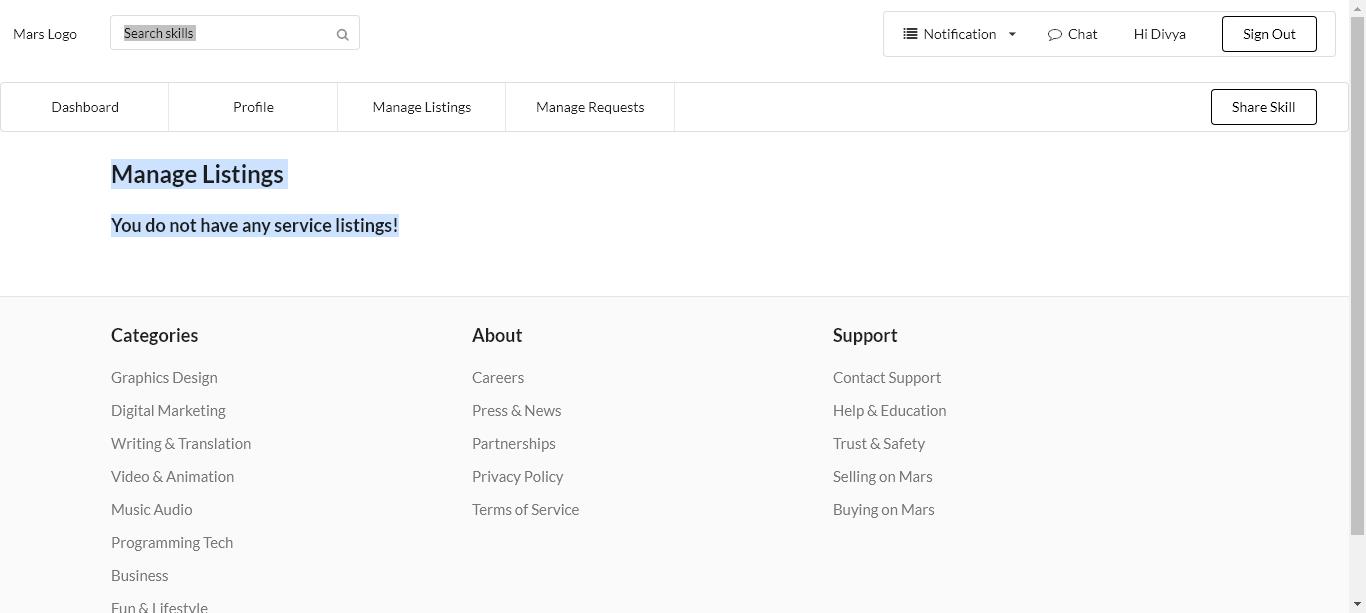 Mars Logo
Search skills
Notification
Chat
Hi Divya
Sign Out
Dashboard
Profile
Manage Listings
Manage Requests
Share Skill
Manage Listings
You do not have any service listings!
Categories
Graphics Design
Digital Marketing
Writing & Translation
Video & Animation
Music Audio
Programming Tech
Business
Fun & Lifestyle
About
Careers
Press & News
Partnerships
Privacy Policy
Terms of Service
Support
Contact Support
Help & Education
Trust & Safety
Selling on Mars
Buying on Mars